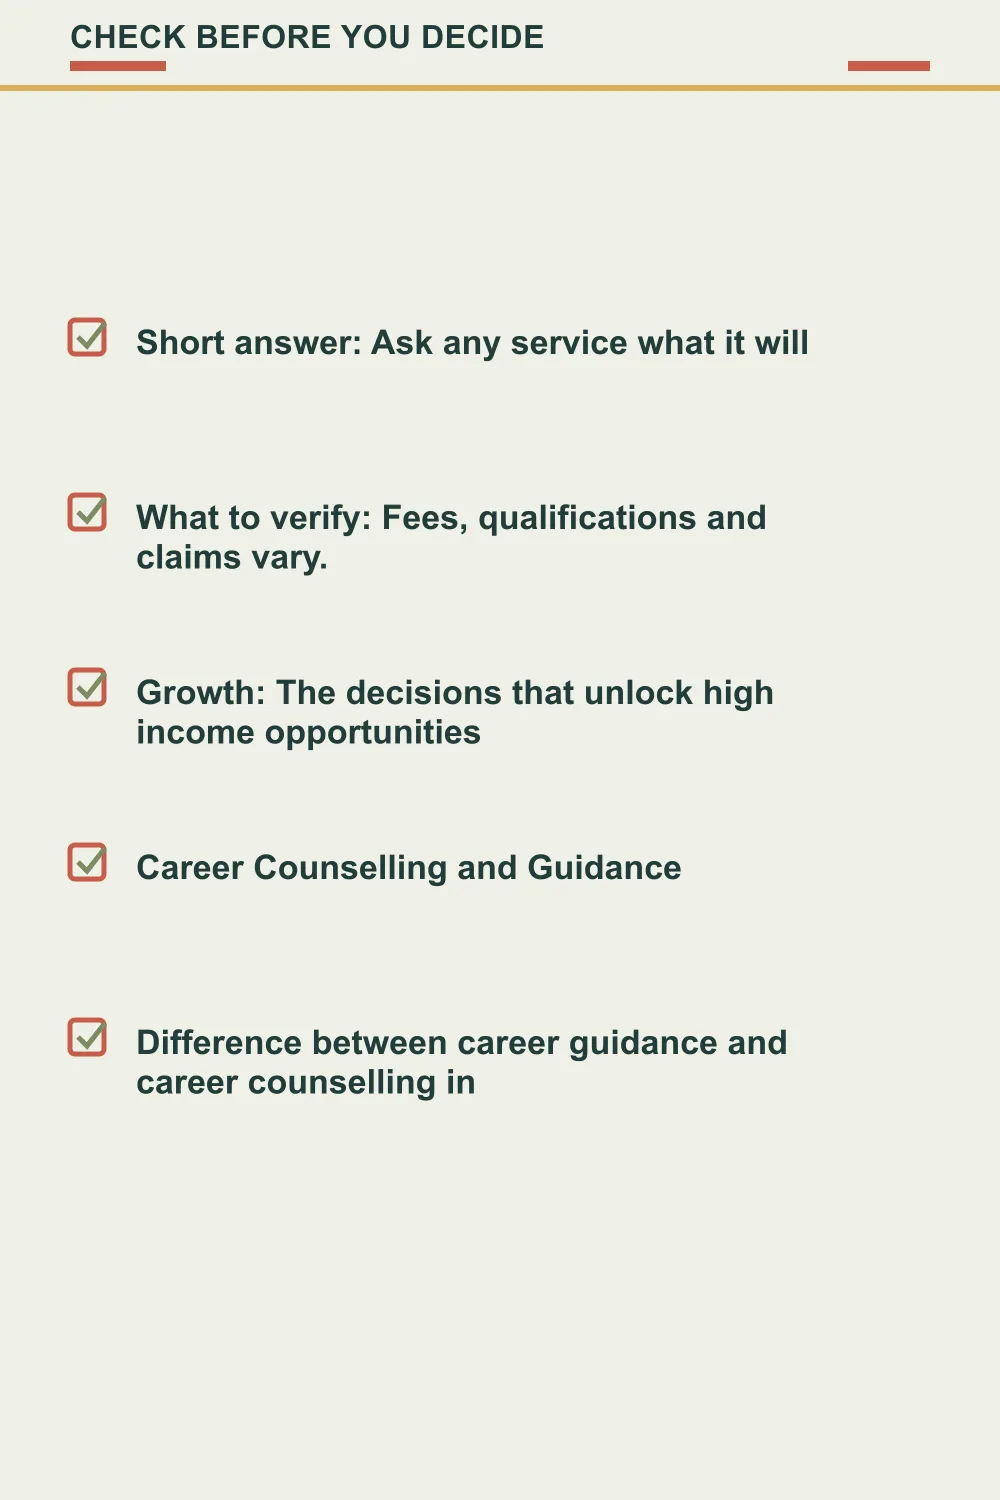 CHECK BEFORE YOU DECIDE
Short answer: Ask any service what it will
What to verify: Fees, qualifications and
claims vary.
Growth: The decisions that unlock high
income opportunities
Career Counselling and Guidance
Difference between career guidance and
career counselling in